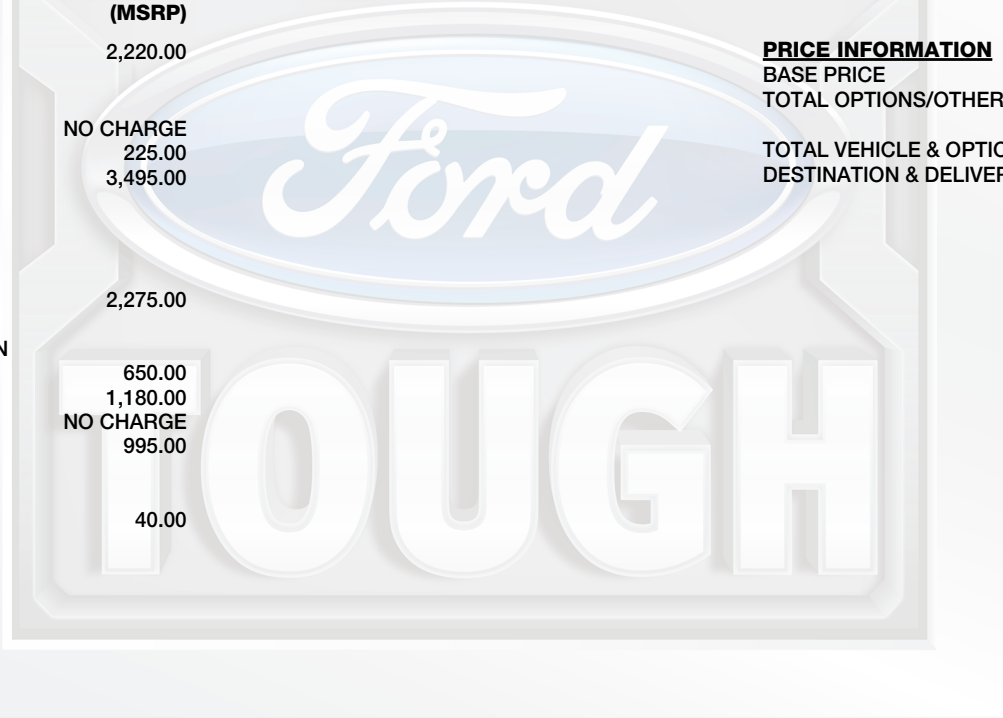 (MSRP)
2,220.00
NO CHARGE
225.00
3,495.00
2,275.00
N
650.00
1,180.00
NO CHARGE
995.00
40.00
PRICE INFORMATION
BASE PRICE
TOTAL OPTIONS/OTHER
TOTAL VEHICLE & OPTIO
DESTINATION & DELIVER
Ford
TOUGH